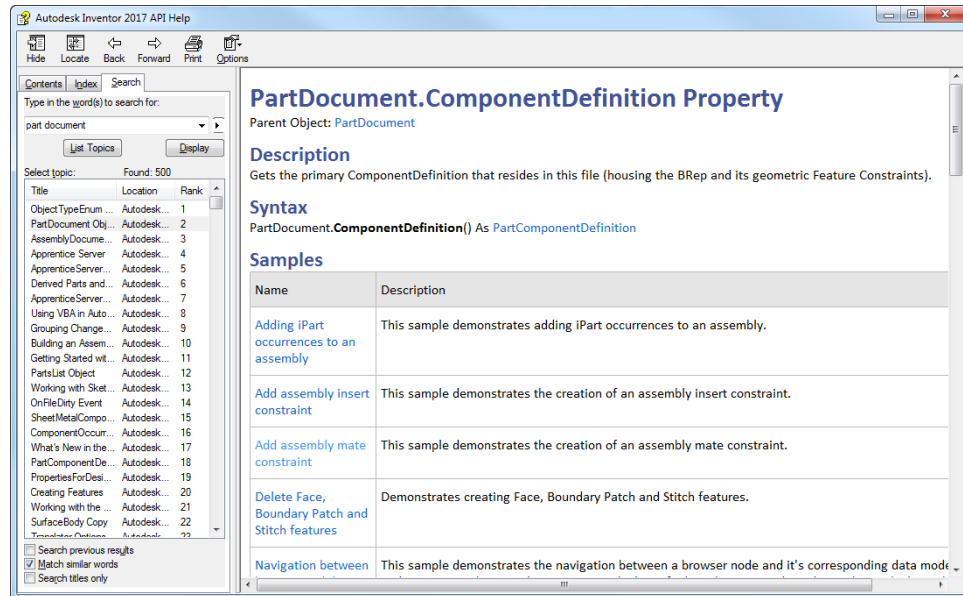 Autodesk Inventor 2017 API Help
Hide Locate Back Forward Print Options
Contents Index Search
Type in the word(s) to search for:
part document
List Topics Display
Select topic: Found: 500
Title Location Rank
ObjectTypeEnum ... Autodesk... 1
PartDocument Obj... Autodesk... 2
AssemblyDocume... Autodesk... 3
Apprentice Server Autodesk... 4
ApprenticeServer... Autodesk... 5
Derived Parts and... Autodesk... 6
ApprenticeServer... Autodesk... 7
Using VBA in Auto... Autodesk... 8
Grouping Change... Autodesk... 9
Building an Assem... Autodesk... 10
Getting Started wit... Autodesk... 11
PartsList Object Autodesk... 12
Working with Sket... Autodesk... 13
OnFileDirty Event Autodesk... 14
SheetMetalCompo... Autodesk... 15
ComponentOccurr... Autodesk... 16
What's New in the... Autodesk... 17
PartComponentDe... Autodesk... 18
PropertiesForDesi... Autodesk... 19
Creating Features Autodesk... 20
Working with the ... Autodesk... 21
SurfaceBody Copy Autodesk... 22
Translator Options Autodesk... 23
Search previous results
Match similar words
Search titles only
PartDocument.ComponentDefinition Property
Parent Object: PartDocument
Description
Gets the primary ComponentDefinition that resides in this file (housing the BRep and its geometric Feature Constraints).
Syntax
PartDocument.ComponentDefinition() As PartComponentDefinition
Samples
Name Description
Adding iPart This sample demonstrates adding iPart occurrences to an assembly.
occurrences to an
assembly
Add assembly insert This sample demonstrates the creation of an assembly insert constraint.
constraint
Add assembly mate This sample demonstrates the creation of an assembly mate constraint.
constraint
Delete Face, Demonstrates creating Face, Boundary Patch and Stitch features.
Boundary Patch and
Stitch features
Navigation between This sample demonstrates the navigation between a browser node and it's corresponding data mode